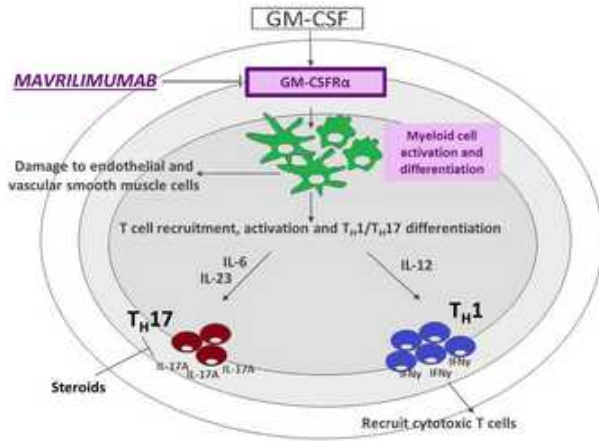 GM-CSF
MAVRILIMUMAB
GM-CSFRα
Myeloid cell
activation and
differentiation
Damage to endothelial and
vascular smooth muscle cells
T cell recruitment, activation and TH1/TH17 differentiation
IL-6
IL-23
IL-12
TH17
TH1
IL-17A
IL-17A
IL-17A
IFNγ
IFNγ
IFNγ
Steroids
Recruit cytotoxic T cells